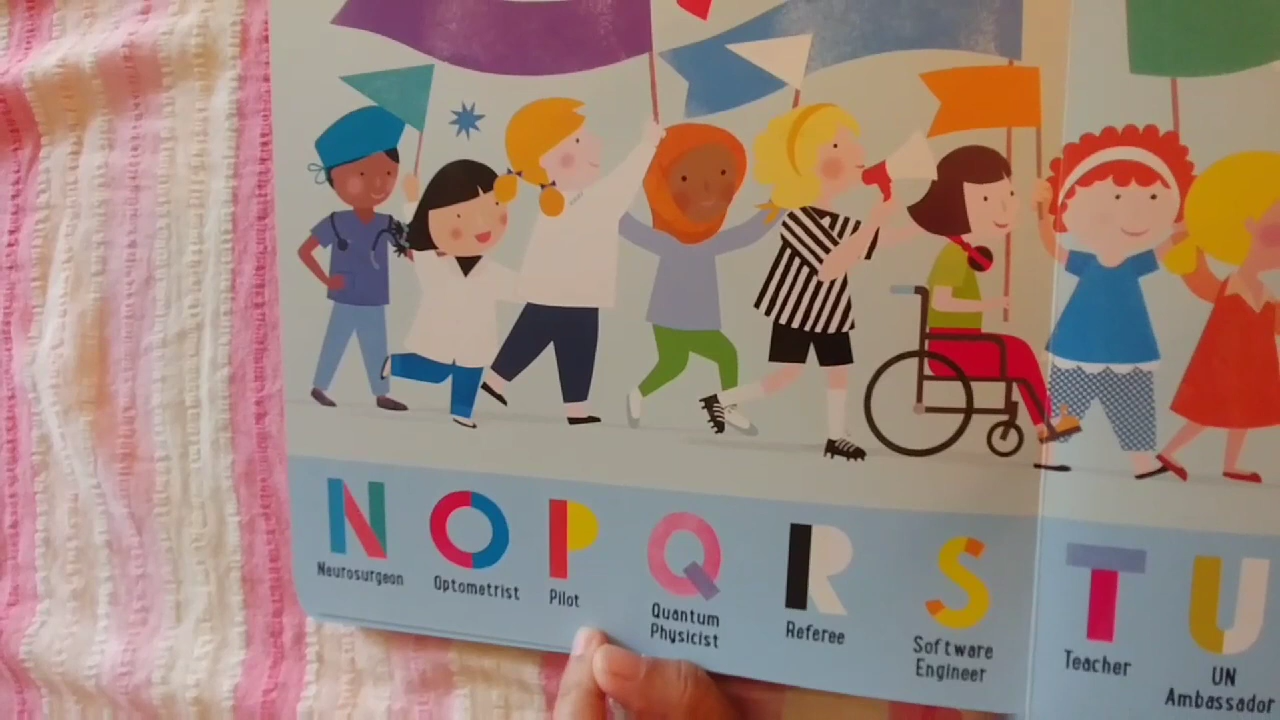 N O P Q R S T U
Neurosurgeon
Optometrist
Pilot
Quantum
Physicist
Referee
Software
Engineer
Teacher
UN
Ambassador